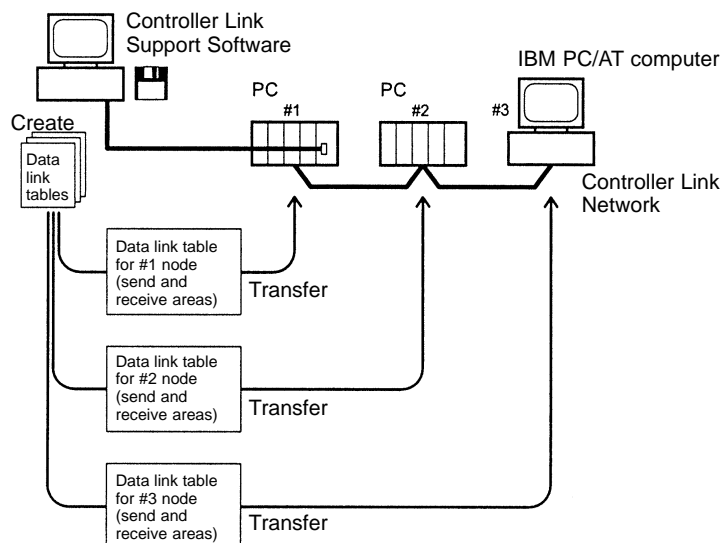 Controller Link
Support Software
IBM PC/AT computer
PC
#1
PC
#2
#3
Create
Data
link
tables
Controller Link
Network
Data link table
for #1 node
(send and
receive areas)
Transfer
Data link table
for #2 node
(send and
receive areas)
Transfer
Data link table
for #3 node
(send and
receive areas)
Transfer